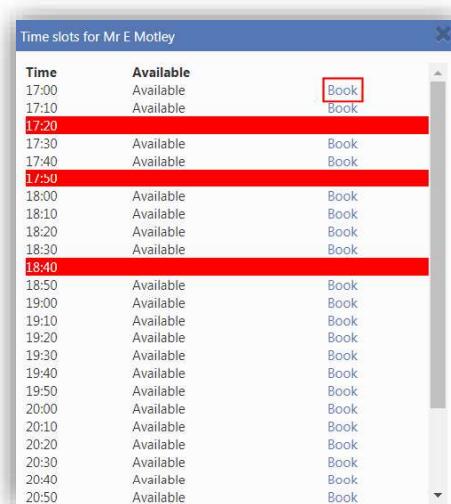 Time slots for Mr E Motley
Time Available
17:00 Available Book
17:10 Available Book
17:20
17:30 Available Book
17:40 Available Book
17:50
18:00 Available Book
18:10 Available Book
18:20 Available Book
18:30 Available Book
18:40
18:50 Available Book
19:00 Available Book
19:10 Available Book
19:20 Available Book
19:30 Available Book
19:40 Available Book
19:50 Available Book
20:00 Available Book
20:10 Available Book
20:20 Available Book
20:30 Available Book
20:40 Available Book
20:50 Available Book